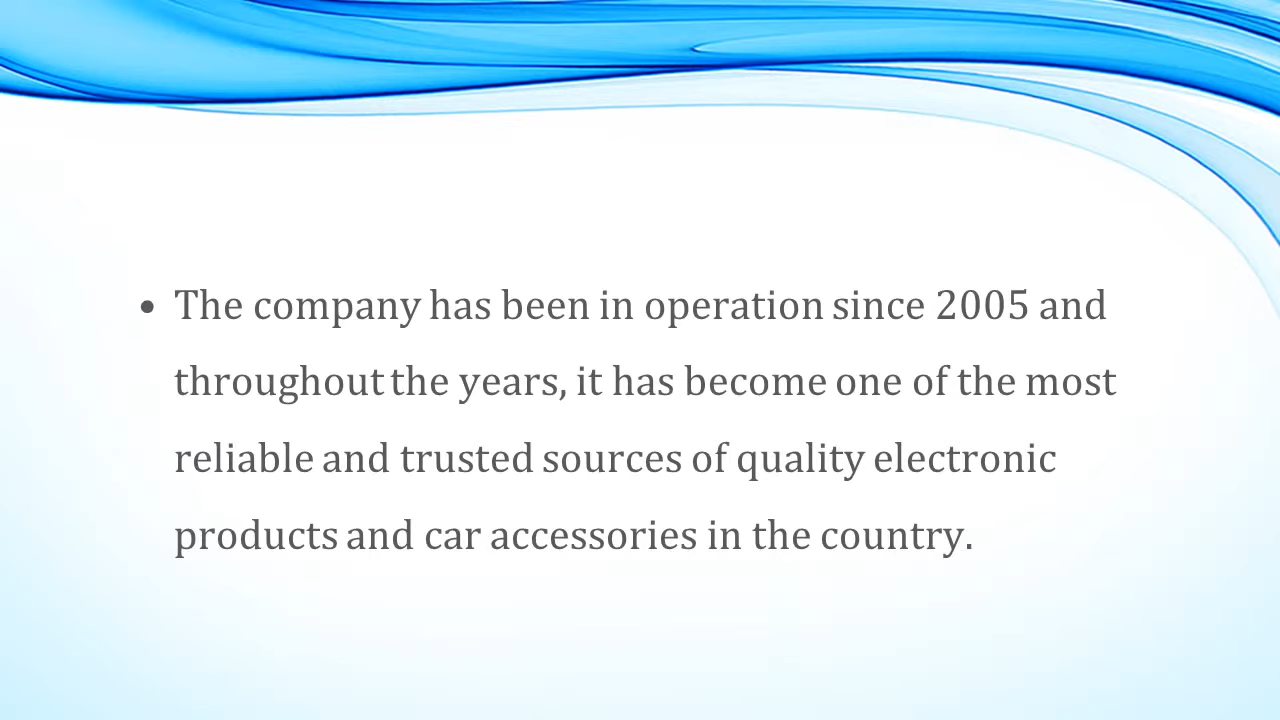 • The company has been in operation since 2005 and
throughout the years, it has become one of the most
reliable and trusted sources of quality electronic
products and car accessories in the country.